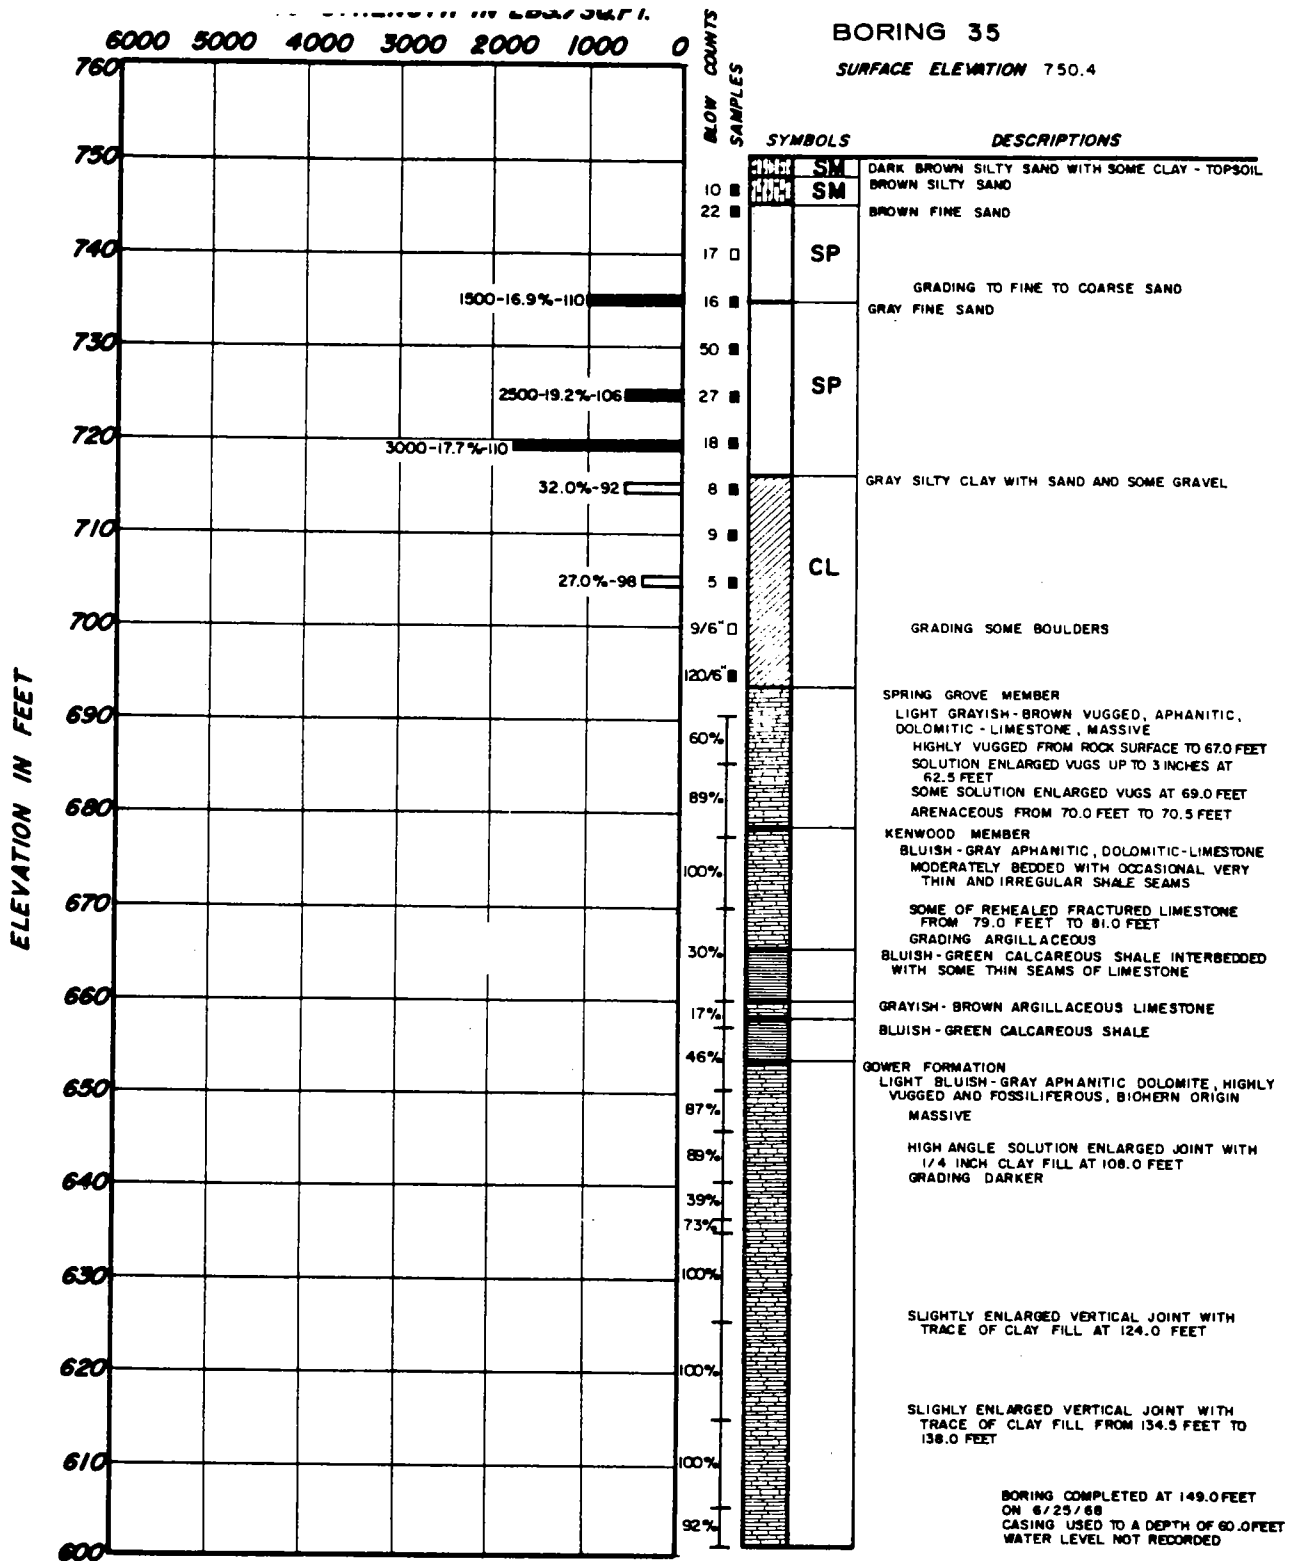 STRENGTH IN LBS./SQ.FT.
6000 5000 4000 3000 2000 1000 0
BLOW COUNTS
SAMPLES
BORING 35
SURFACE ELEVATION 750.4
SYMBOLS DESCRIPTIONS
ELEVATION IN FEET
760
750
740
730
720
710
700
690
680
670
660
650
640
630
620
610
600
1500-16.9%-110
2500-19.2%-106
3000-17.7%-110
32.0%-92
27.0%-98
10
22
17
16
50
27
18
8
9
5
9/6"
120/6"
60%
89%
100%
30%
17%
46%
87%
89%
39%
73%
100%
100%
100%
92%
SM
SM
SP
SP
CL
DARK BROWN SILTY SAND WITH SOME CLAY - TOPSOIL
BROWN SILTY SAND
BROWN FINE SAND
GRADING TO FINE TO COARSE SAND
GRAY FINE SAND
GRAY SILTY CLAY WITH SAND AND SOME GRAVEL
GRADING SOME BOULDERS
SPRING GROVE MEMBER
LIGHT GRAYISH-BROWN VUGGED, APHANITIC,
DOLOMITIC-LIMESTONE, MASSIVE
HIGHLY VUGGED FROM ROCK SURFACE TO 67.0 FEET
SOLUTION ENLARGED VUGS UP TO 3 INCHES AT
62.5 FEET
SOME SOLUTION ENLARGED VUGS AT 69.0 FEET
ARENACEOUS FROM 70.0 FEET TO 70.5 FEET
KENWOOD MEMBER
BLUISH-GRAY APHANITIC, DOLOMITIC-LIMESTONE
MODERATELY BEDDED WITH OCCASIONAL VERY
THIN AND IRREGULAR SHALE SEAMS
SOME OF REHEALED FRACTURED LIMESTONE
FROM 79.0 FEET TO 81.0 FEET
GRADING ARGILLACEOUS
BLUISH-GREEN CALCAREOUS SHALE INTERBEDDED
WITH SOME THIN SEAMS OF LIMESTONE
GRAYISH-BROWN ARGILLACEOUS LIMESTONE
BLUISH-GREEN CALCAREOUS SHALE
GOWER FORMATION
LIGHT BLUISH-GRAY APHANITIC DOLOMITE, HIGHLY
VUGGED AND FOSSILIFEROUS, BIOHERN ORIGIN
MASSIVE
HIGH ANGLE SOLUTION ENLARGED JOINT WITH
1/4 INCH CLAY FILL AT 108.0 FEET
GRADING DARKER
SLIGHTLY ENLARGED VERTICAL JOINT WITH
TRACE OF CLAY FILL AT 124.0 FEET
SLIGHLY ENLARGED VERTICAL JOINT WITH
TRACE OF CLAY FILL FROM 134.5 FEET TO
138.0 FEET
BORING COMPLETED AT 149.0 FEET
ON 6/25/68
CASING USED TO A DEPTH OF 60.0 FEET
WATER LEVEL NOT RECORDED